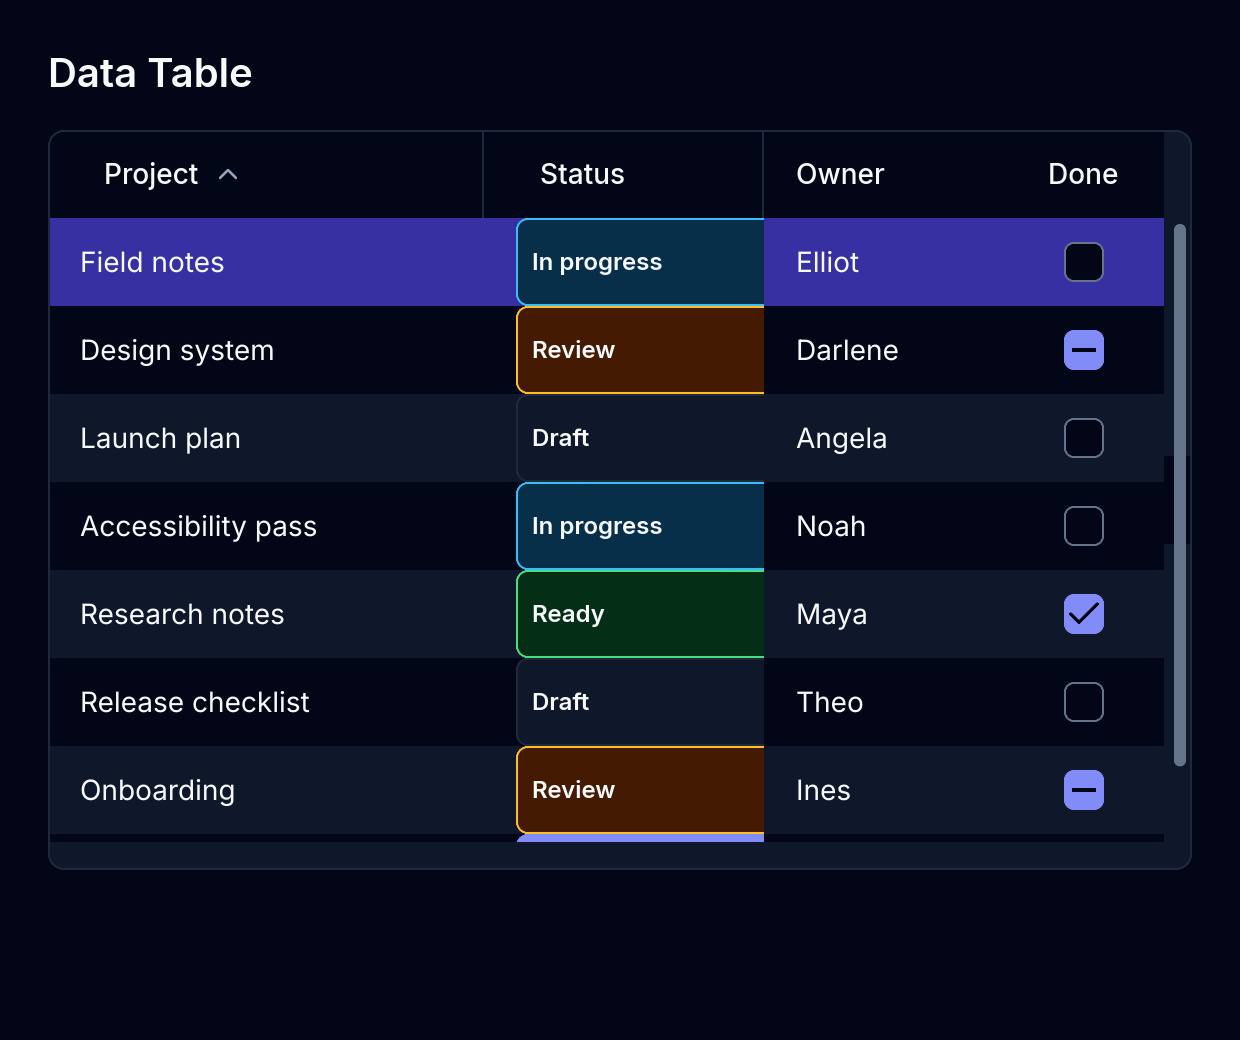 Data Table
Project Status Owner Done
Field notes In progress Elliot
Design system Review Darlene
Launch plan Draft Angela
Accessibility pass In progress Noah
Research notes Ready Maya
Release checklist Draft Theo
Onboarding Review Ines